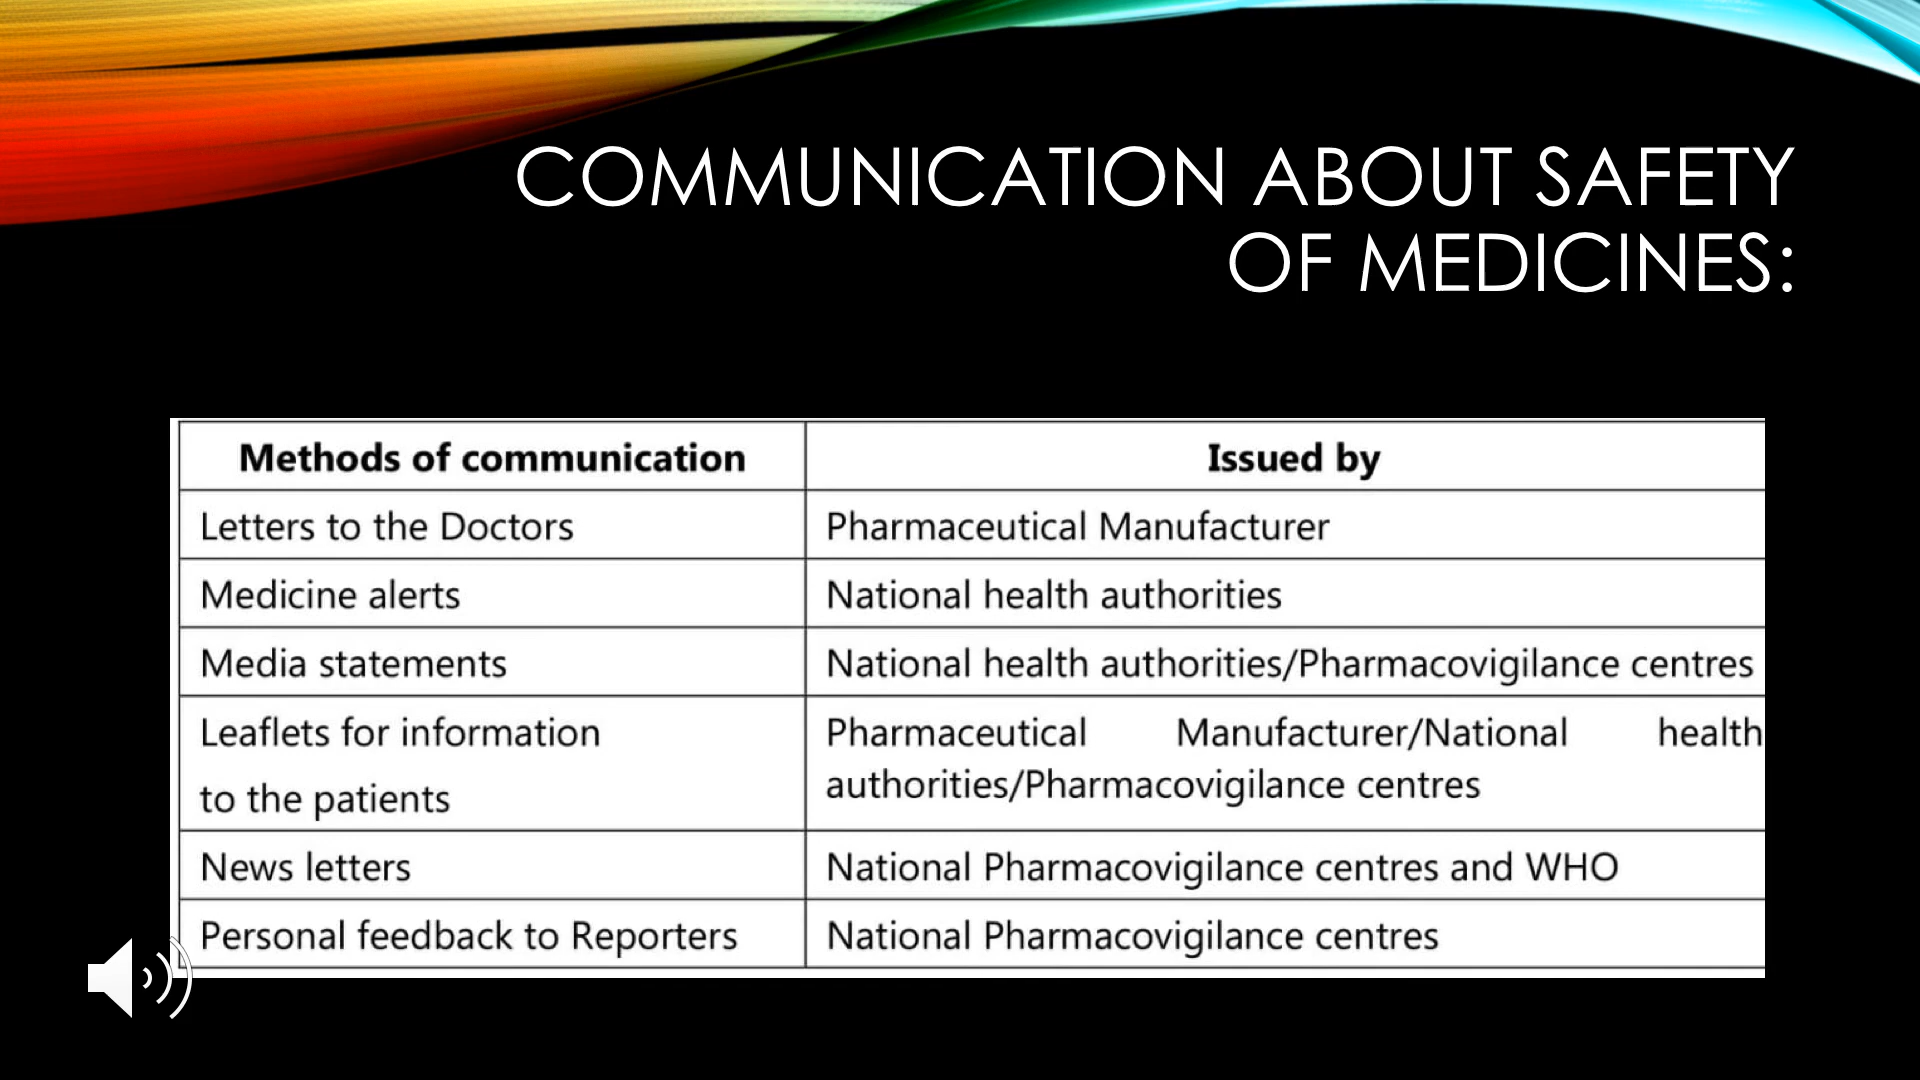 COMMUNICATION ABOUT SAFETY
OF MEDICINES:
Methods of communication
Issued by
Letters to the Doctors
Pharmaceutical Manufacturer
Medicine alerts
National health authorities
Media statements
National health authorities/Pharmacovigilance centres
Leaflets for information
to the patients
Pharmaceutical Manufacturer/National health
authorities/Pharmacovigilance centres
News letters
National Pharmacovigilance centres and WHO
Personal feedback to Reporters
National Pharmacovigilance centres